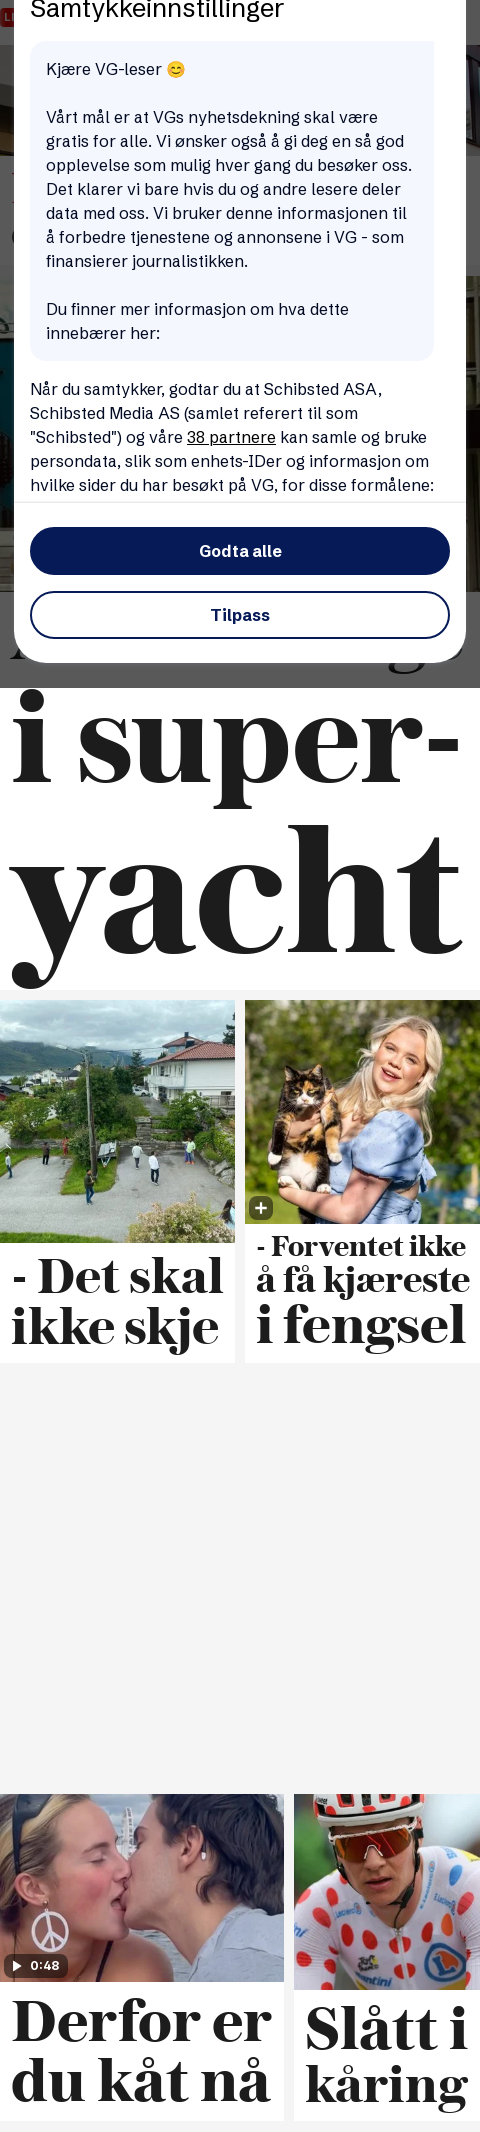 Samtykkeinnstillinger
Kjære VG-leser 😊
Vårt mål er at VGs nyhetsdekning skal være
gratis for alle. Vi ønsker også å gi deg en så god
opplevelse som mulig hver gang du besøker oss.
Det klarer vi bare hvis du og andre lesere deler
data med oss. Vi bruker denne informasjonen til
å forbedre tjenestene og annonsene i VG - som
finansierer journalistikken.
Du finner mer informasjon om hva dette
innebærer her:
Når du samtykker, godtar du at Schibsted ASA,
Schibsted Media AS (samlet referert til som
"Schibsted") og våre 38 partnere kan samle og bruke
persondata, slik som enhets-IDer og informasjon om
hvilke sider du har besøkt på VG, for disse formålene:
Godta alle
Tilpass
i super-
yacht
- Det skal
ikke skje
- Forventet ikke
å få kjæreste
i fengsel
0:48
Derfor er
du kåt nå
Slått i
kåring